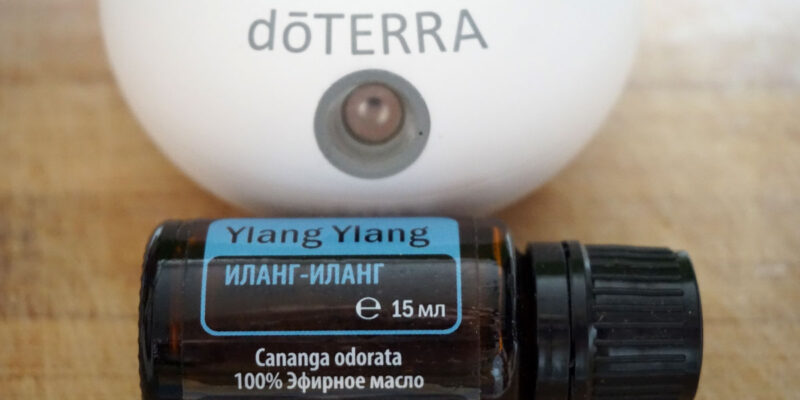 dōTERRA
Ylang Ylang
ИЛАНГ-ИЛАНГ
℮ 15 мл
Cananga odorata
100% Эфирное масло